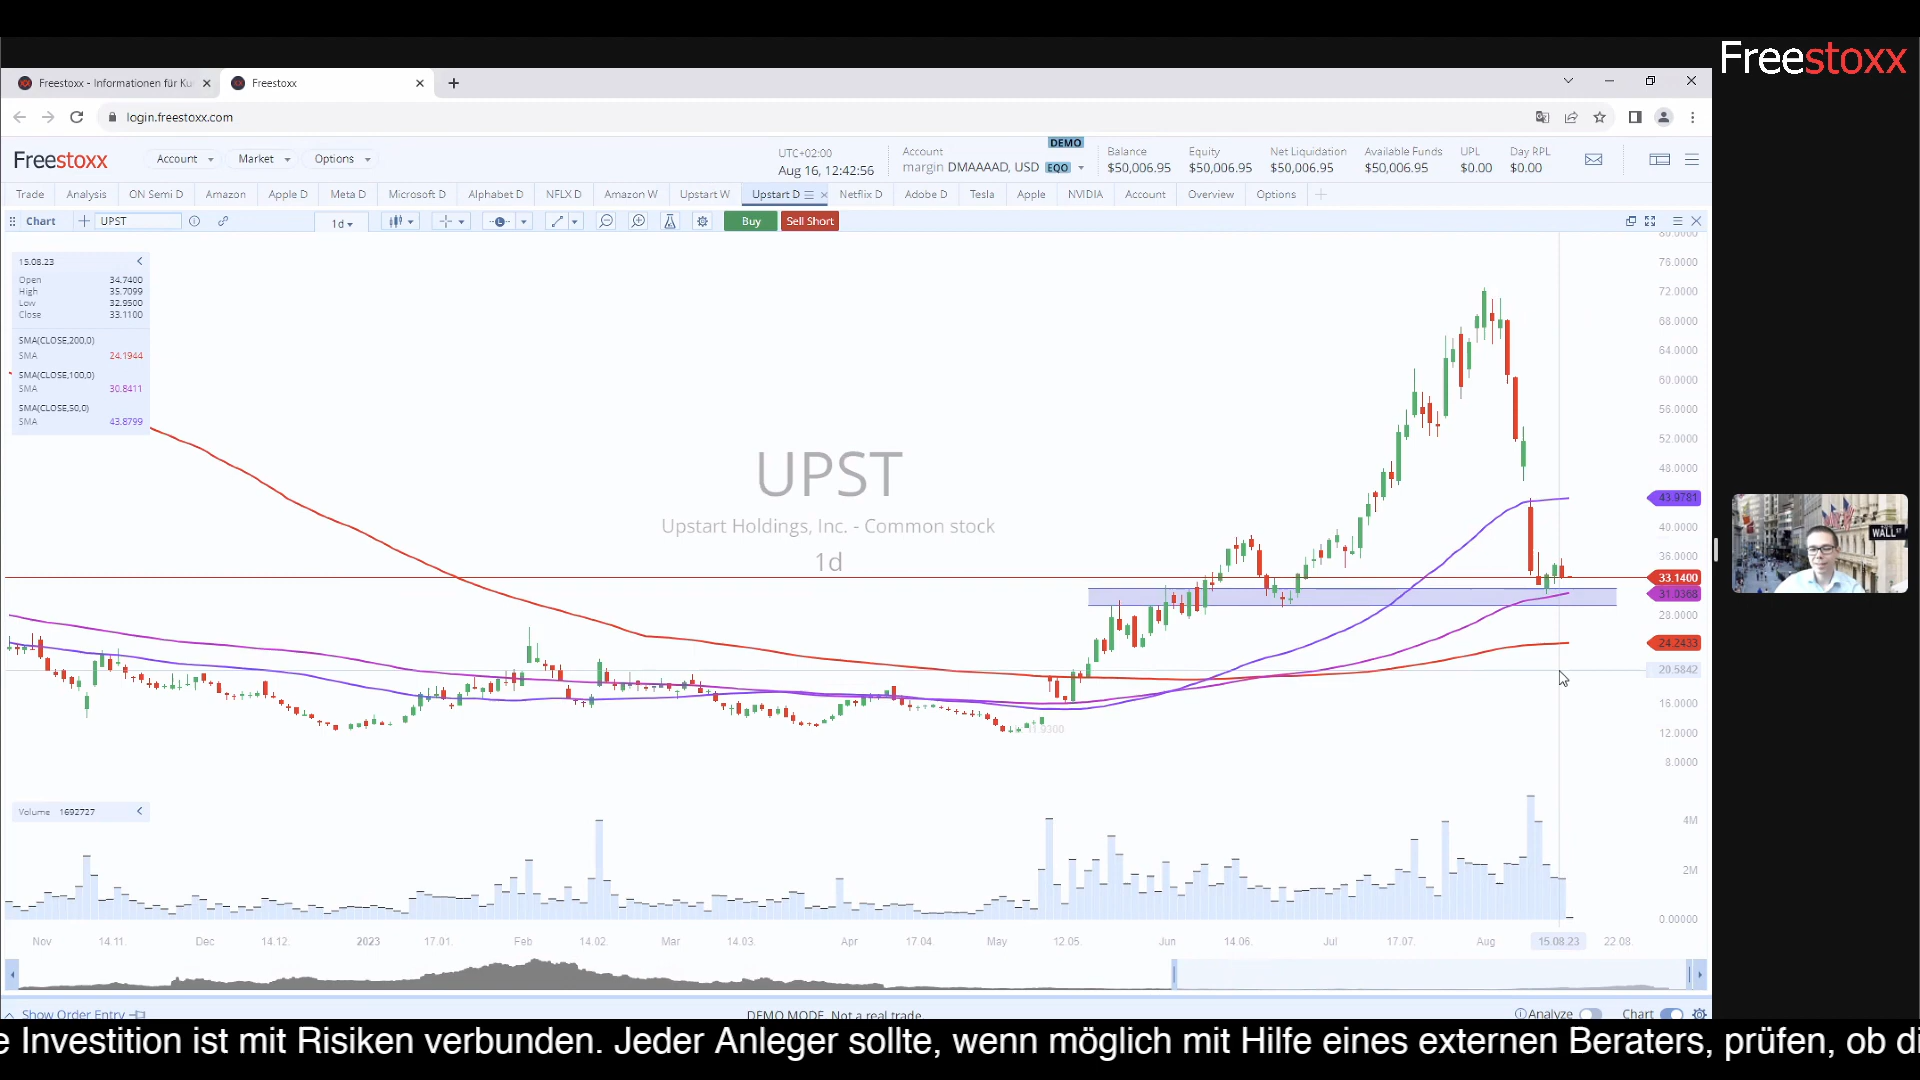 Freestoxx
Freestoxx - Informationen für Ku
Freestoxx
login.freestoxx.com
Freestoxx
Account
Market
Options
UTC+02:00
Aug 16, 12:42:56
DEMO
Account
margin DMAAAAD, USD EQO
Balance
$50,006.95
Equity
$50,006.95
Net Liquidation
$50,006.95
Available Funds
$50,006.95
UPL
$0.00
Day RPL
$0.00
Trade Analysis ON Semi D Amazon Apple D Meta D Microsoft D Alphabet D NFLX D Amazon W Upstart W Upstart D Netflix D Adobe D Tesla Apple NVIDIA Account Overview Options
Chart UPST 1d Buy Sell Short
15.08.23
Open 34.7400
High 35.7099
Low 32.9500
Close 33.1100
SMA(CLOSE,200,0)
SMA 24.1944
SMA(CLOSE,100,0)
SMA 30.8411
SMA(CLOSE,50,0)
SMA 43.8799
UPST
Upstart Holdings, Inc. - Common stock
1d
80.0000
76.0000
72.0000
68.0000
64.0000
60.0000
56.0000
52.0000
48.0000
43.9781
40.0000
36.0000
33.1400
31.0368
28.0000
24.2433
20.5842
16.0000
12.0000
8.0000
WALL ST
Volume 1692727
4M
2M
0.00000
Nov 14.11. Dec 14.12. 2023 17.01. Feb 14.02. Mar 14.03. Apr 17.04. May 12.05. Jun 14.06. Jul 17.07. Aug 15.08.23 22.08.
Show Order Entry
DEMO MODE. Not a real trade
Analyze
Chart
e Investition ist mit Risiken verbunden. Jeder Anleger sollte, wenn möglich mit Hilfe eines externen Beraters, prüfen, ob di